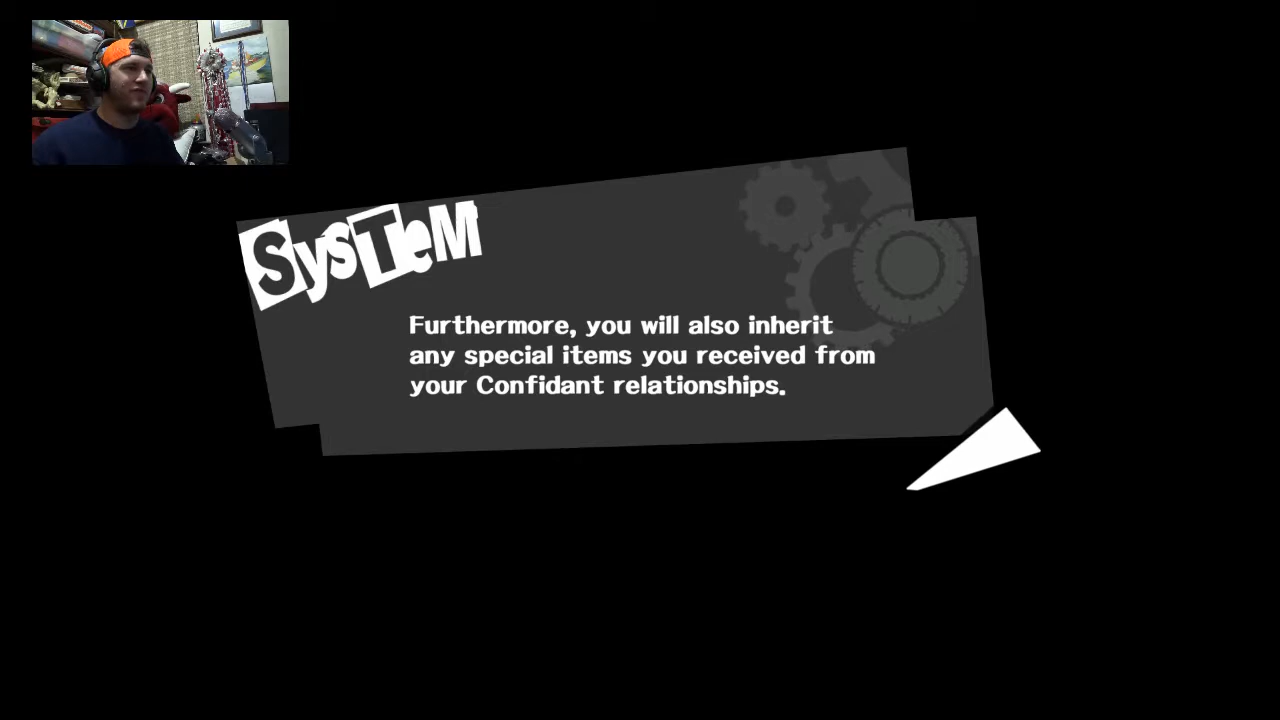 SysTeM
Furthermore, you will also inherit
any special items you received from
your Confidant relationships.